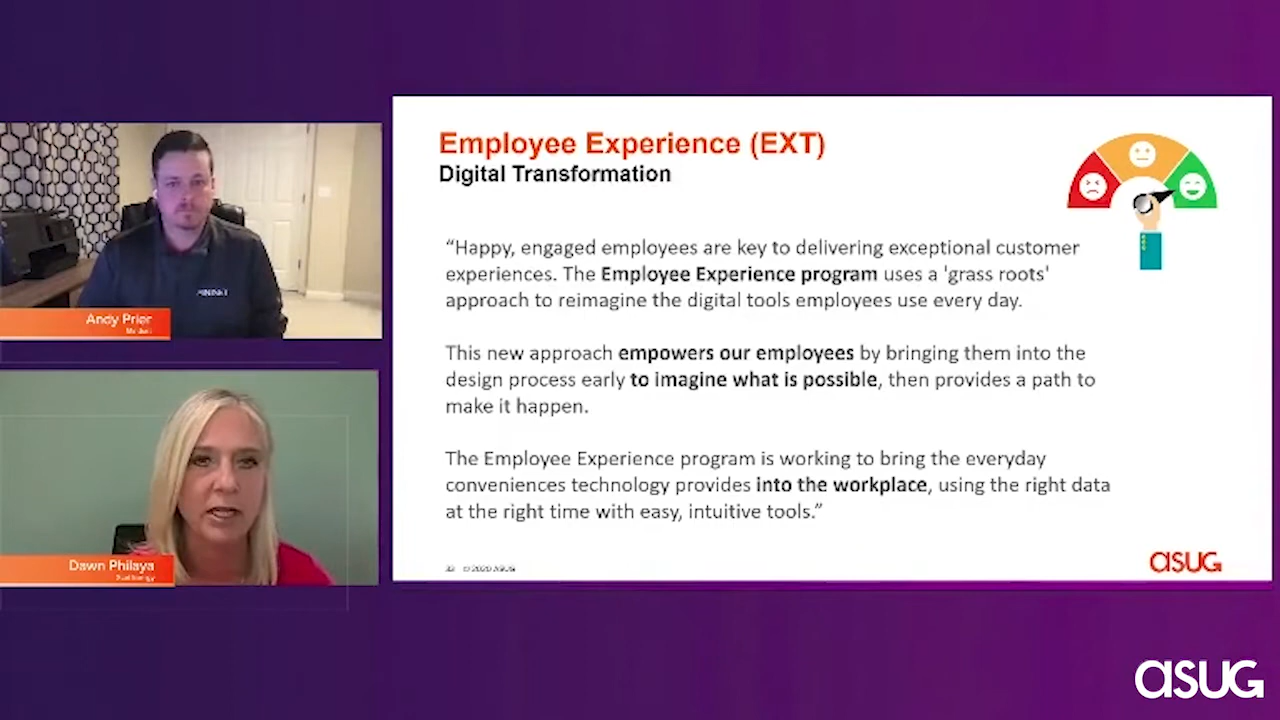 Andy Prier
Dawn Philaya
Employee Experience (EXT)
Digital Transformation
“Happy, engaged employees are key to delivering exceptional customer
experiences. The Employee Experience program uses a 'grass roots'
approach to reimagine the digital tools employees use every day.
This new approach empowers our employees by bringing them into the
design process early to imagine what is possible, then provides a path to
make it happen.
The Employee Experience program is working to bring the everyday
conveniences technology provides into the workplace, using the right data
at the right time with easy, intuitive tools.”
© 2020 ASUG
asug
asug